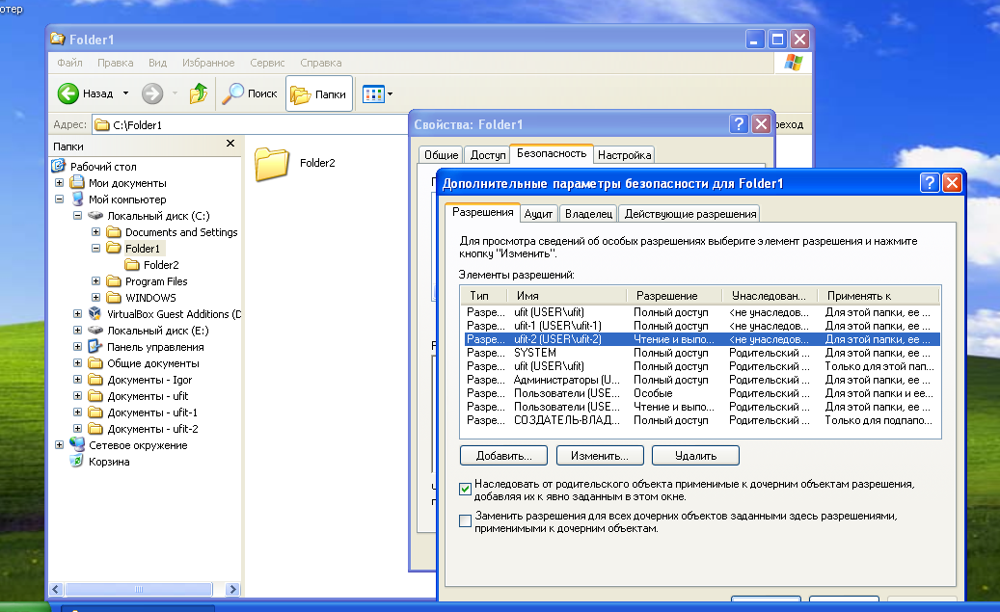 ютер
Folder1
Файл Правка Вид Избранное Сервис Справка
Назад Поиск Папки
Адрес: C:\Folder1 реход
Папки
Рабочий стол
Мои документы
Мой компьютер
Локальный диск (C:)
Documents and Settings
Folder1
Folder2
Program Files
WINDOWS
VirtualBox Guest Additions (D
Локальный диск (E:)
Панель управления
Общие документы
Документы - Igor
Документы - ufit
Документы - ufit-1
Документы - ufit-2
Сетевое окружение
Корзина
Folder2
Свойства: Folder1
Общие Доступ Безопасность Настройка
Дополнительные параметры безопасности для Folder1
Разрешения Аудит Владелец Действующие разрешения
Для просмотра сведений об особых разрешениях выберите элемент разрешения и нажмите
кнопку "Изменить".
Элементы разрешений:
Тип Имя Разрешение Унаследован... Применять к
Разре... ufit (USER\ufit) Полный доступ <не унаследов... Для этой папки, ее ...
Разре... ufit-1 (USER\ufit-1) Полный доступ <не унаследов... Для этой папки, ее ...
Разре... ufit-2 (USER\ufit-2) Чтение и выпо... <не унаследов... Для этой папки, ее ...
Разре... SYSTEM Полный доступ Родительский ... Для этой папки, ее ...
Разре... ufit (USER\ufit) Полный доступ Родительский ... Только для этой пап...
Разре... Администраторы (U... Полный доступ Родительский ... Для этой папки, ее ...
Разре... Пользователи (USE... Особые Родительский ... Для этой папки и ее...
Разре... Пользователи (USE... Чтение и выпо... Родительский ... Для этой папки, ее ...
Разре... СОЗДАТЕЛЬ-ВЛАД... Полный доступ Родительский ... Только для подпапо...
Добавить... Изменить... Удалить
Наследовать от родительского объекта применимые к дочерним объектам разрешения,
добавляя их к явно заданным в этом окне.
Заменить разрешения для всех дочерних объектов заданными здесь разрешениями,
применимыми к дочерним объектам.